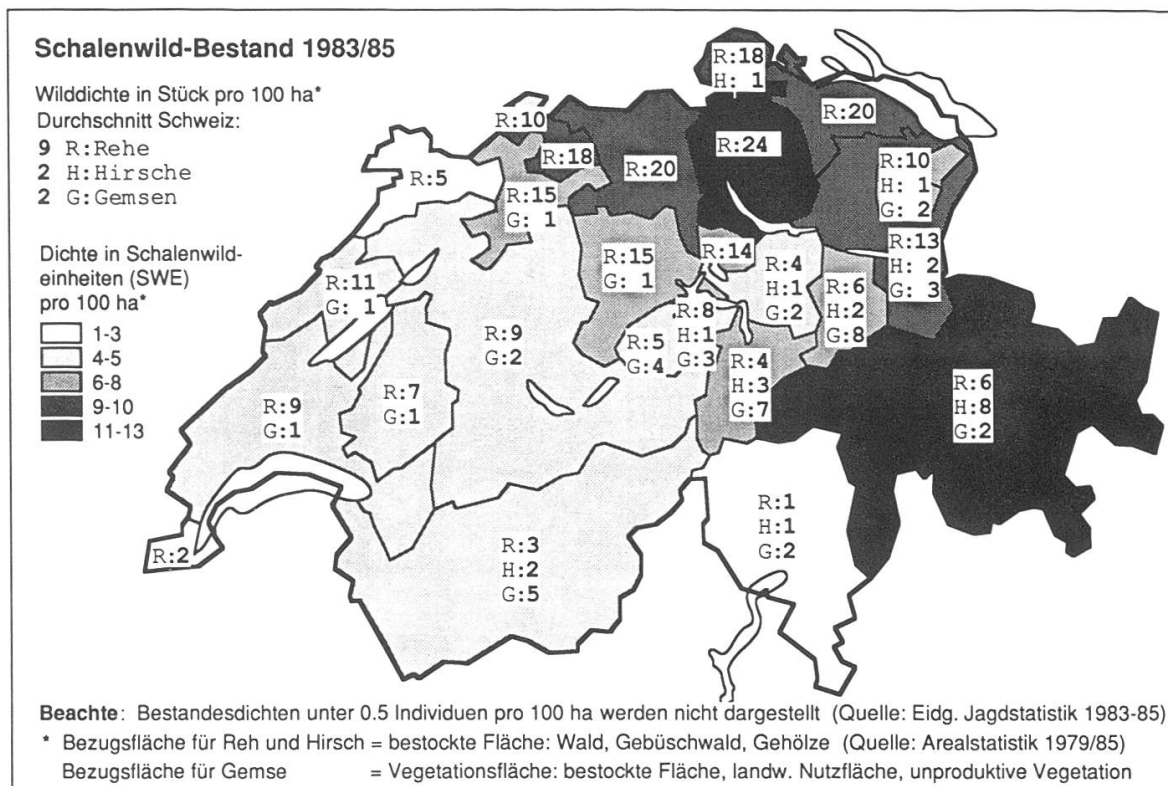 Schalenwild-Bestand 1983/85
Wilddichte in Stück pro 100 ha*
Durchschnitt Schweiz:
9 R:Rehe
2 H:Hirsche
2 G:Gemsen
Dichte in Schalenwild-
einheiten (SWE)
pro 100 ha*
1-3
4-5
6-8
9-10
11-13
R:18
H: 1
R:10
R:20
R:24
R:18
R:20
R:5
R:10
H: 1
G: 2
R:15
G: 1
R:14
R:13
H: 2
G: 3
R:15
G: 1
R:4
H:1
G:2
R:11
G: 1
R:6
H:2
G:8
R:8
H:1
G:3
R:9
G:2
R:5
G:4
R:4
H:3
G:7
R:6
H:8
G:2
R:7
G:1
R:9
G:1
R:1
H:1
G:2
R:2
R:3
H:2
G:5
Beachte: Bestandesdichten unter 0.5 Individuen pro 100 ha werden nicht dargestellt (Quelle: Eidg. Jagdstatistik 1983-85)
* Bezugsfläche für Reh und Hirsch = bestockte Fläche: Wald, Gebüschwald, Gehölze (Quelle: Arealstatistik 1979/85)
Bezugsfläche für Gemse = Vegetationsfläche: bestockte Fläche, landw. Nutzfläche, unproduktive Vegetation